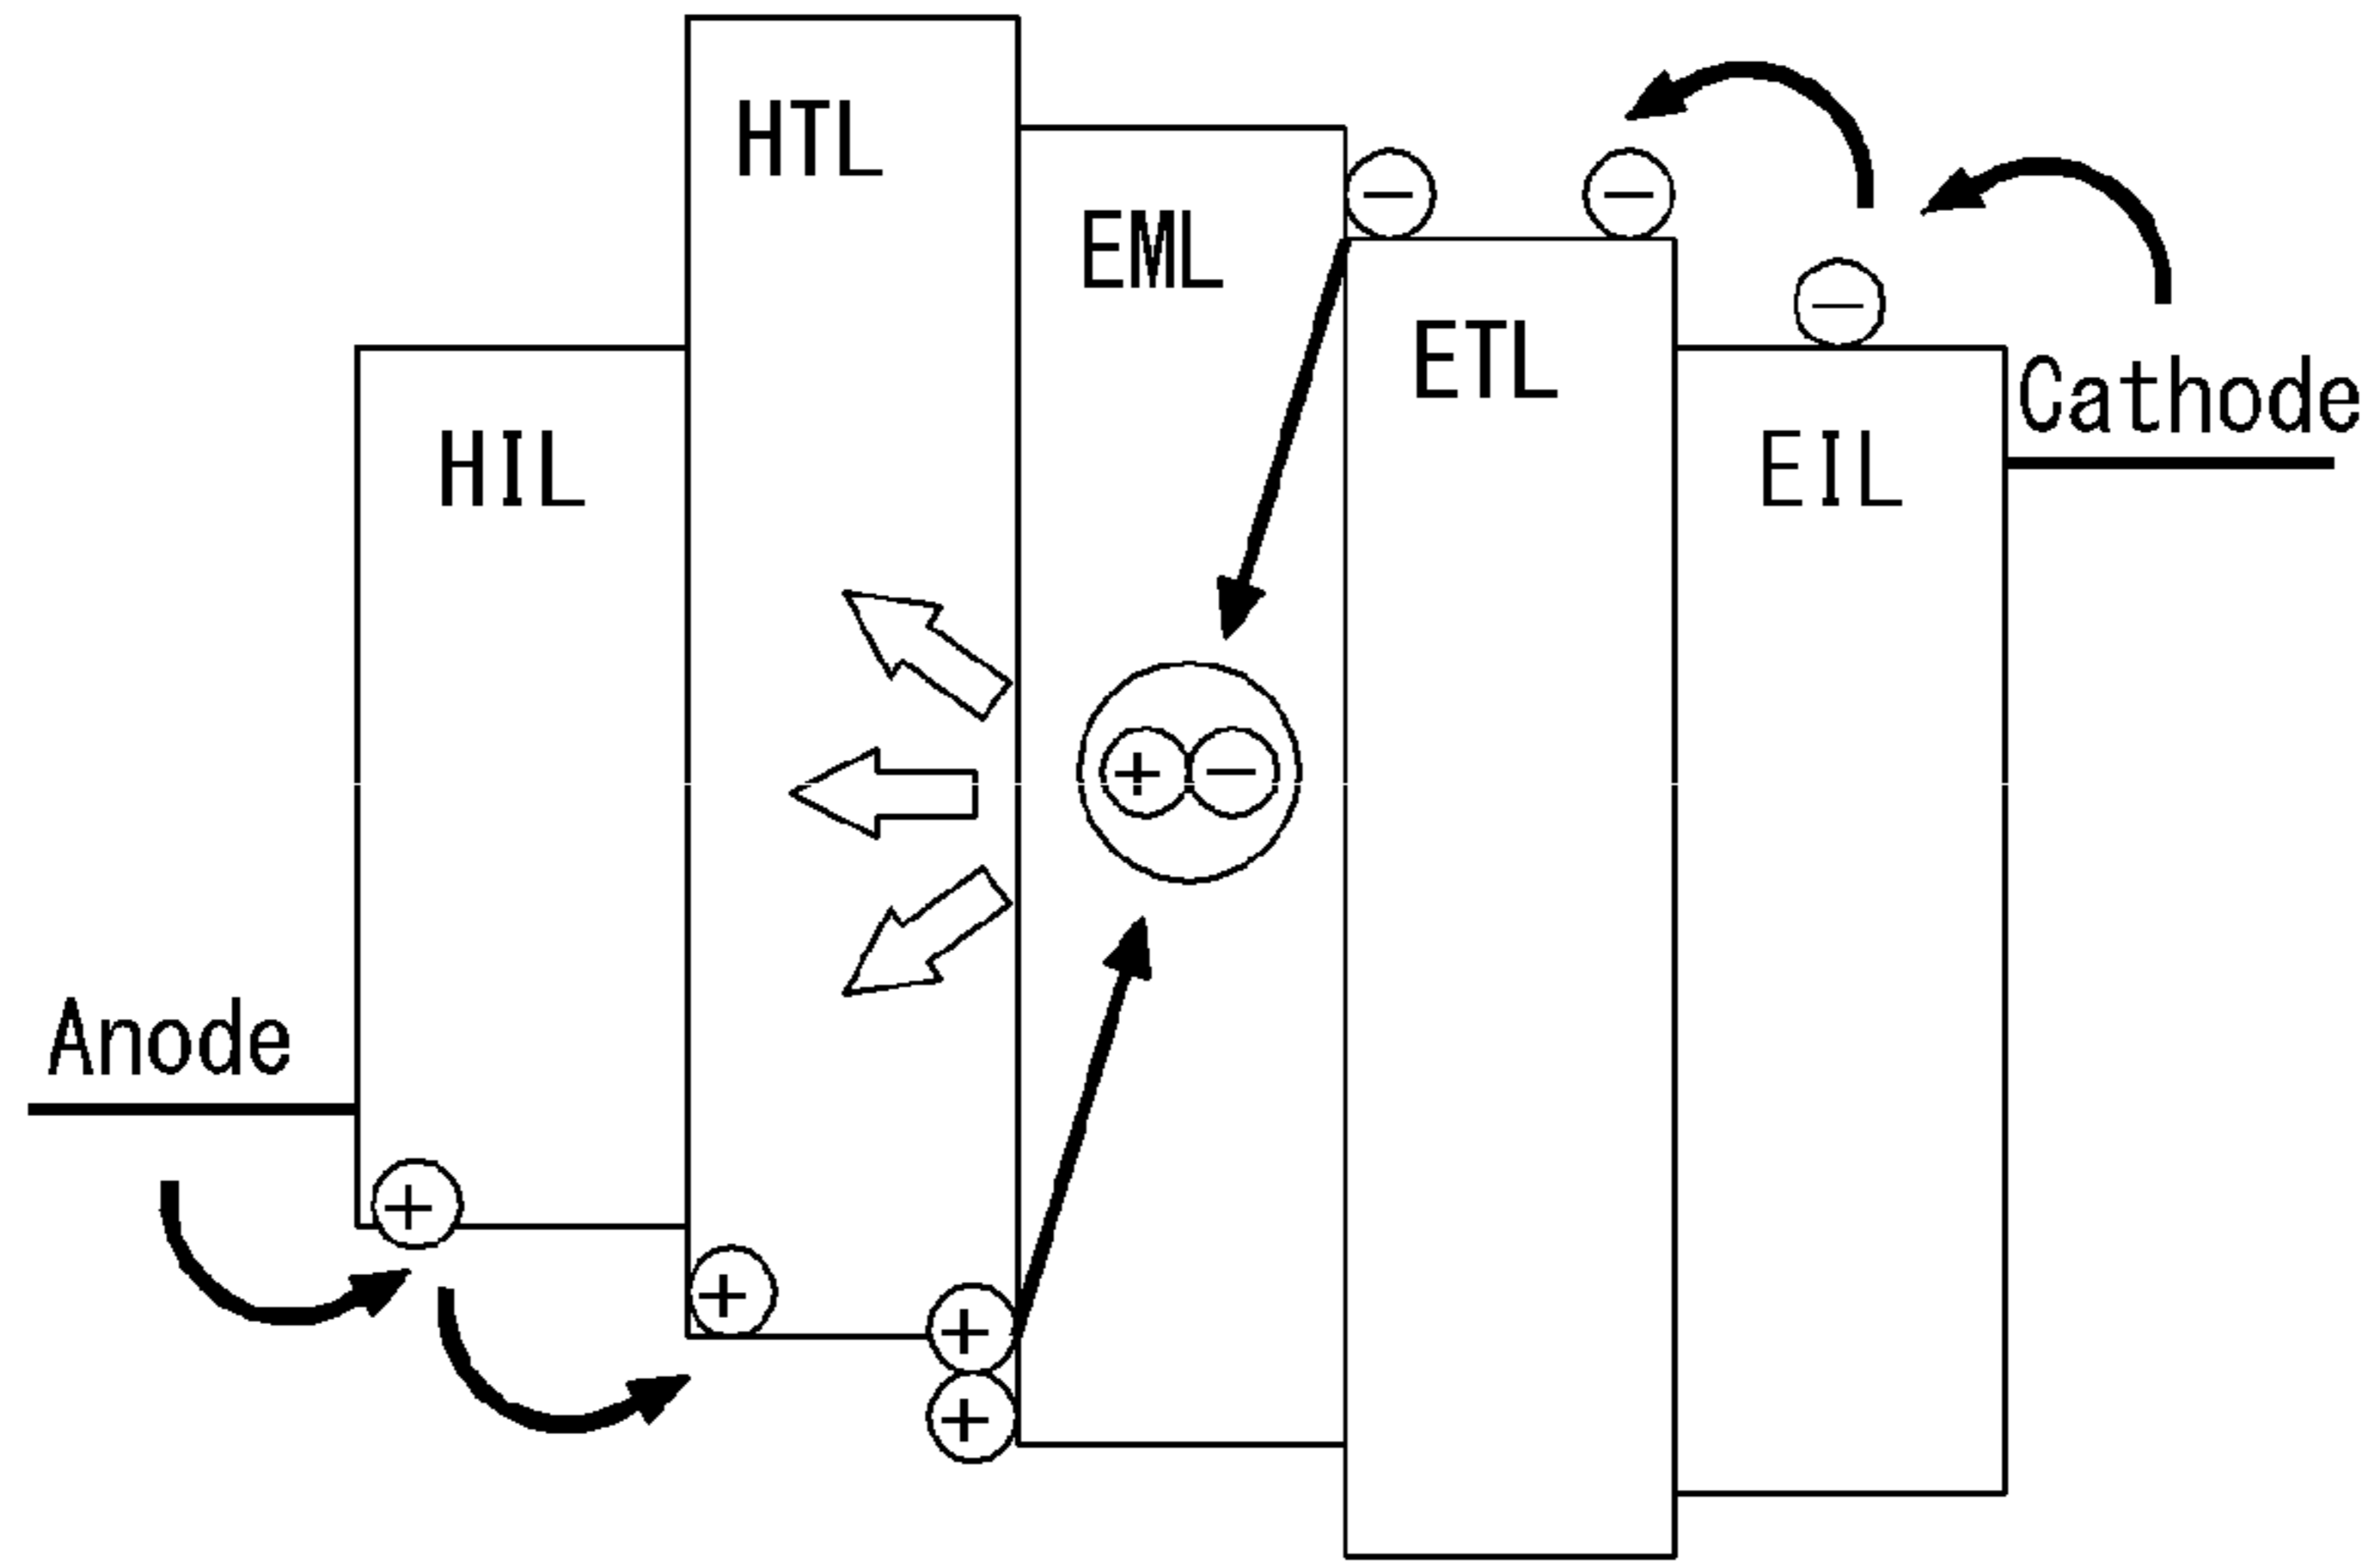 HTL
EML
ETL
HIL
EIL
Cathode
Anode
−
−
−
+ −
+
+
+
+